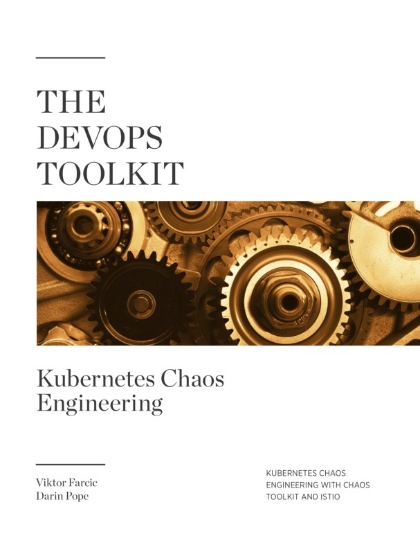 THE
DEVOPS
TOOLKIT
Kubernetes Chaos
Engineering
Viktor Farcic
Darin Pope
KUBERNETES CHAOS
ENGINEERING WITH CHAOS
TOOLKIT AND ISTIO